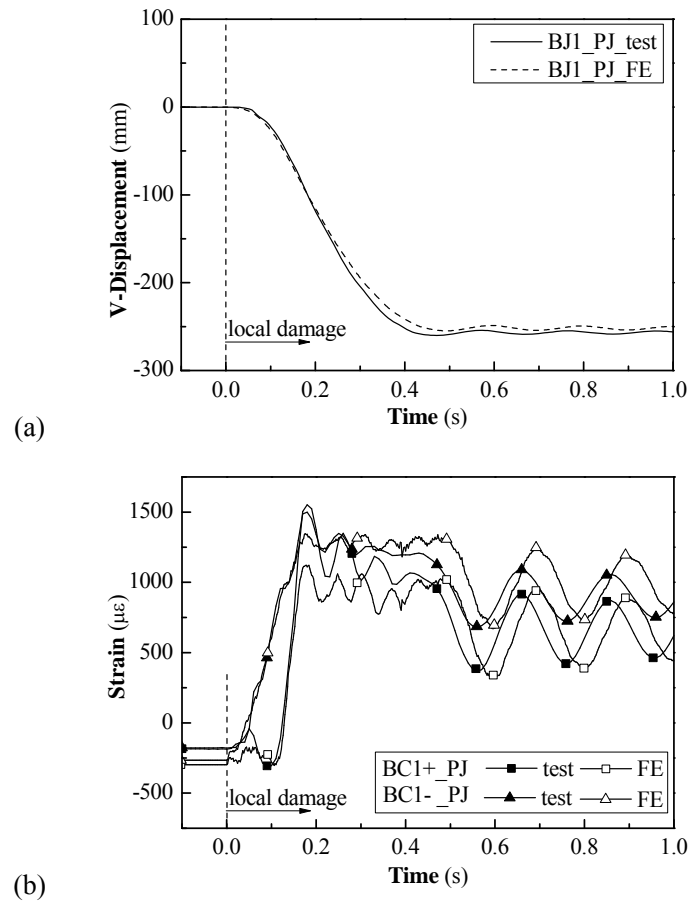 BJ1_PJ_test
BJ1_PJ_FE
0
-100
-200
-300
V-Displacement (mm)
local damage
0.0 0.2 0.4 0.6 0.8 1.0
Time (s)
(a)
1500
1000
500
0
-500
Strain (με)
BC1+_PJ test FE
BC1-_PJ test FE
local damage
0.0 0.2 0.4 0.6 0.8 1.0
Time (s)
(b)